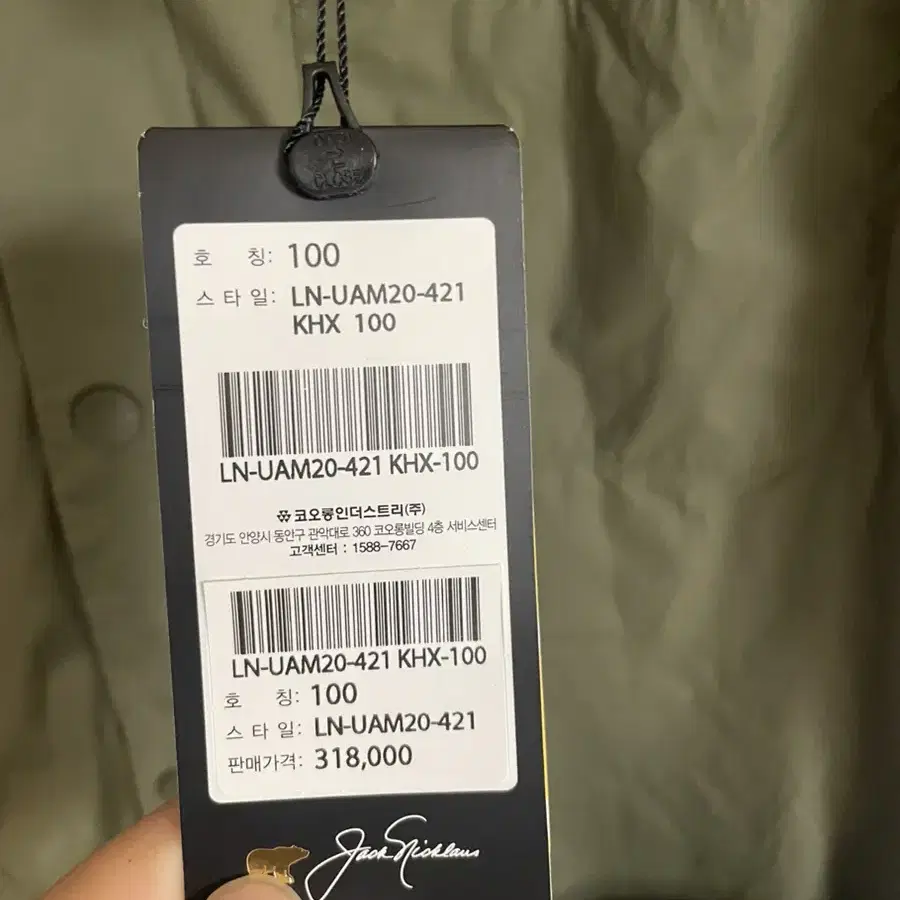 호 칭: 100
스 타 일: LN-UAM20-421
KHX 100
LN-UAM20-421 KHX-100
코오롱인더스트리(주)
경기도 안양시 동안구 관악대로 360 코오롱빌딩 4층 서비스센터
고객센터 : 1588-7667
LN-UAM20-421 KHX-100
호 칭: 100
스 타 일: LN-UAM20-421
판매가격: 318,000
Jack Nicklaus